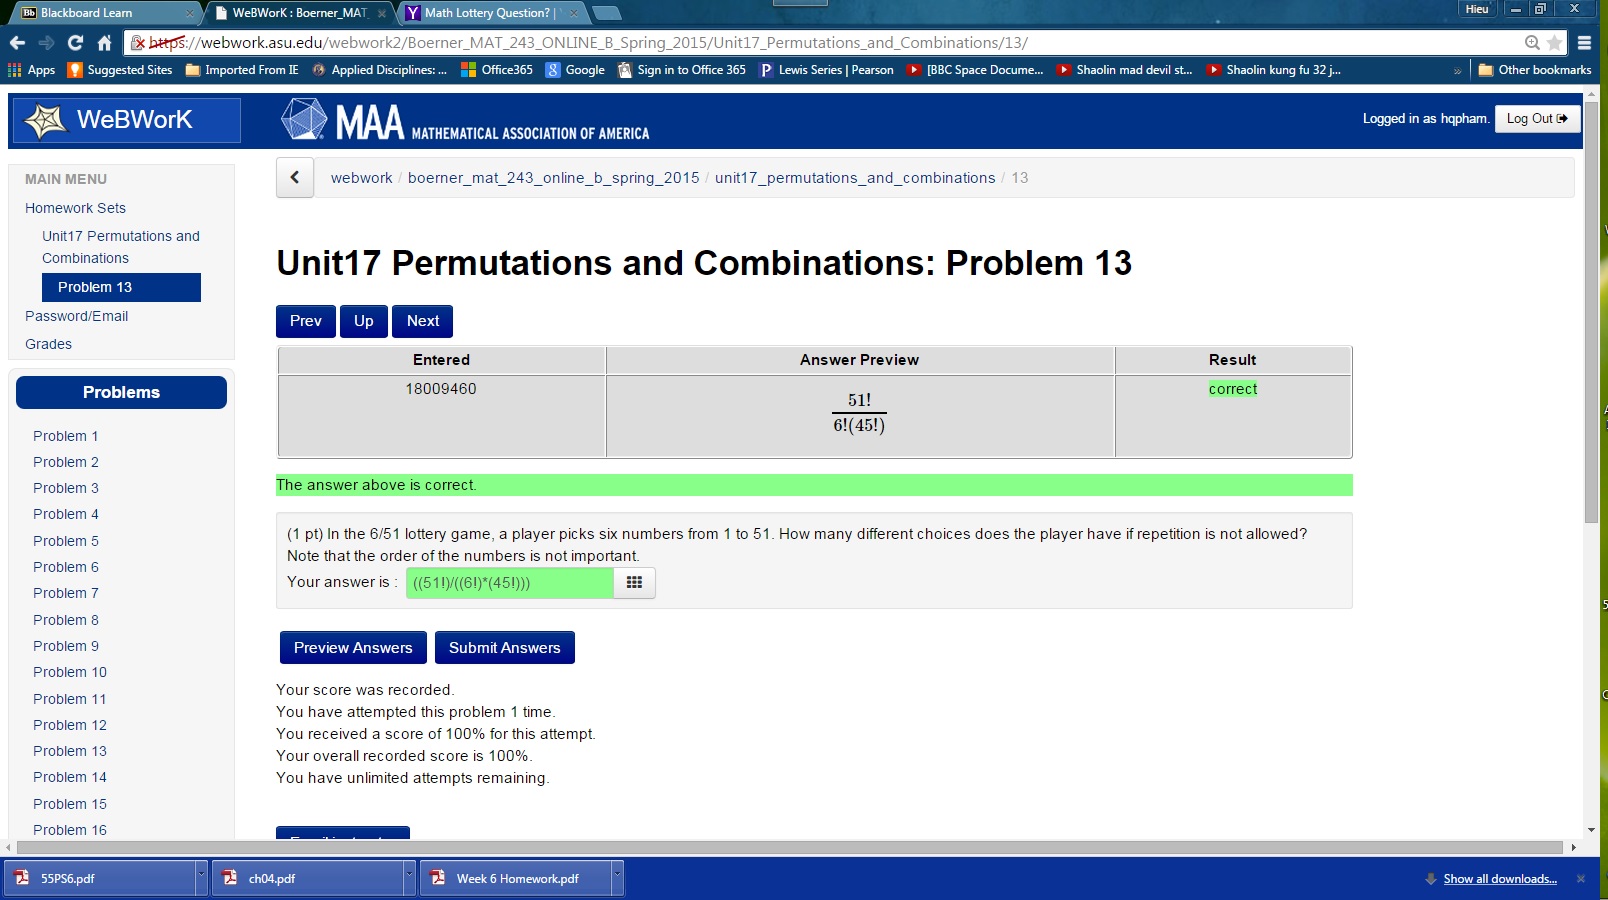 Blackboard Learn
WeBWorK : Boerner_MAT_
Math Lottery Question? |
Hieu
https://webwork.asu.edu/webwork2/Boerner_MAT_243_ONLINE_B_Spring_2015/Unit17_Permutations_and_Combinations/13/
Apps Suggested Sites Imported From IE Applied Disciplines: ... Office365 Google Sign in to Office 365 Lewis Series | Pearson [BBC Space Docume... Shaolin mad devil st... Shaolin kung fu 32 j... » Other bookmarks
WeBWorK
MAA MATHEMATICAL ASSOCIATION OF AMERICA
Logged in as hqpham. Log Out
MAIN MENU
Homework Sets
Unit17 Permutations and
Combinations
Problem 13
Password/Email
Grades
Problems
Problem 1
Problem 2
Problem 3
Problem 4
Problem 5
Problem 6
Problem 7
Problem 8
Problem 9
Problem 10
Problem 11
Problem 12
Problem 13
Problem 14
Problem 15
Problem 16
webwork / boerner_mat_243_online_b_spring_2015 / unit17_permutations_and_combinations / 13
Unit17 Permutations and Combinations: Problem 13
Prev Up Next
Entered Answer Preview Result
18009460 51! correct
6!(45!)
The answer above is correct.
(1 pt) In the 6/51 lottery game, a player picks six numbers from 1 to 51. How many different choices does the player have if repetition is not allowed?
Note that the order of the numbers is not important.
Your answer is : ((51!)/((6!)*(45!)))
Preview Answers Submit Answers
Your score was recorded.
You have attempted this problem 1 time.
You received a score of 100% for this attempt.
Your overall recorded score is 100%.
You have unlimited attempts remaining.
55PS6.pdf
ch04.pdf
Week 6 Homework.pdf
Show all downloads...